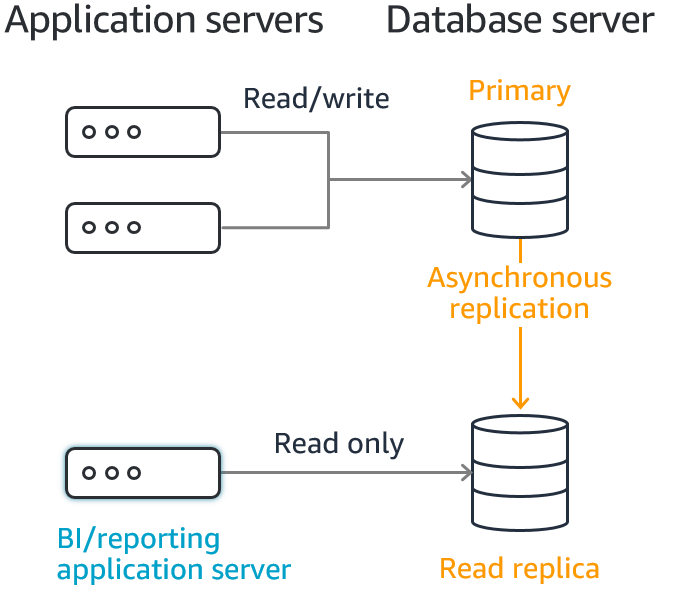 Application servers
Database server
Read/write
Primary
Asynchronous
replication
Read only
BI/reporting
application server
Read replica